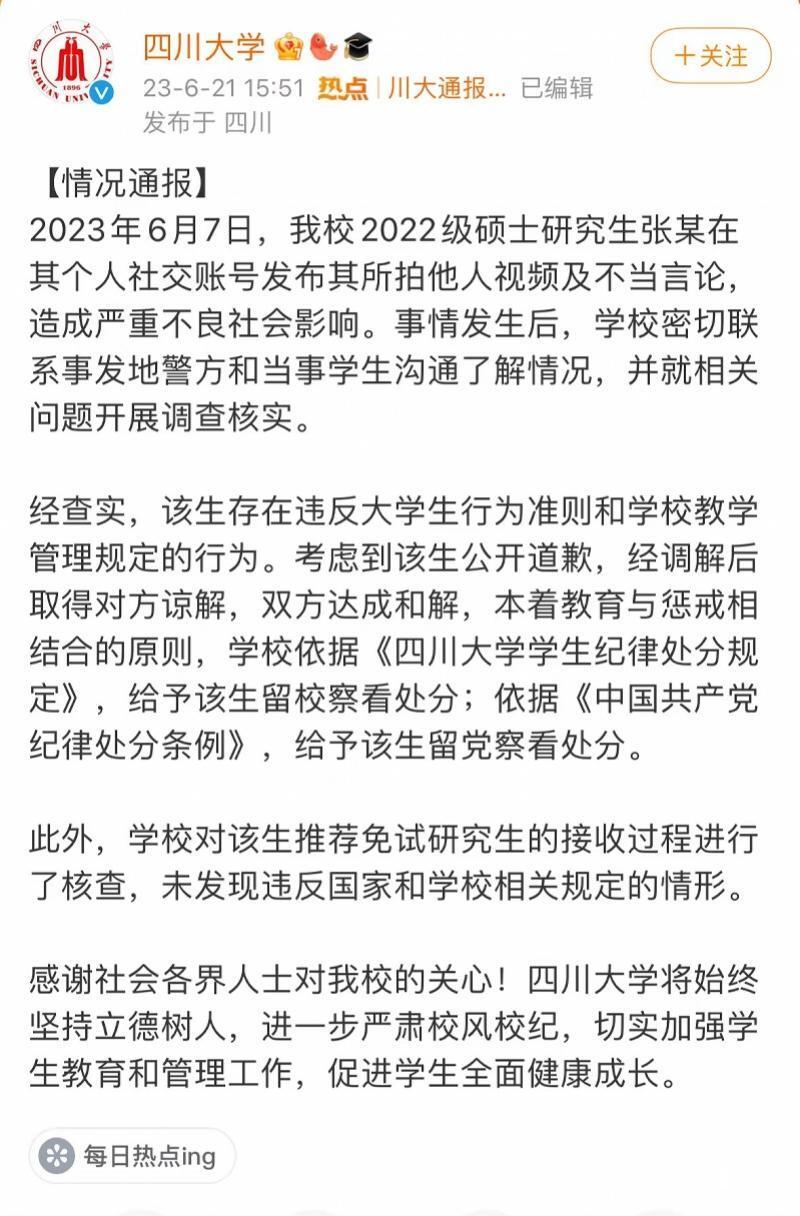 四川大学
+关注
23-6-21 15:51 热点 川大通报... 已编辑
发布于 四川
四川大学
SICHUAN UNIVERSITY
1896
【情况通报】
2023年6月7日，我校2022级硕士研究生张某在
其个人社交账号发布其所拍他人视频及不当言论，
造成严重不良社会影响。事情发生后，学校密切联
系事发地警方和当事学生沟通了解情况，并就相关
问题开展调查核实。
经查实，该生存在违反大学生行为准则和学校教学
管理规定的行为。考虑到该生公开道歉，经调解后
取得对方谅解，双方达成和解，本着教育与惩戒相
结合的原则，学校依据《四川大学学生纪律处分规
定》，给予该生留校察看处分；依据《中国共产党
纪律处分条例》，给予该生留党察看处分。
此外，学校对该生推荐免试研究生的接收过程进行
了核查，未发现违反国家和学校相关规定的情形。
感谢社会各界人士对我校的关心！四川大学将始终
坚持立德树人，进一步严肃校风校纪，切实加强学
生教育和管理工作，促进学生全面健康成长。
每日热点ing